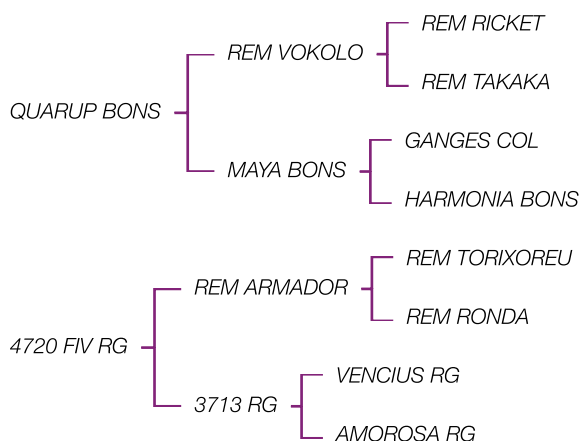 REM RICKET
REM VOKOLO
REM TAKAKA
QUARUP BONS
GANGES COL
MAYA BONS
HARMONIA BONS
REM TORIXOREU
REM ARMADOR
REM RONDA
4720 FIV RG
VENCIUS RG
3713 RG
AMOROSA RG